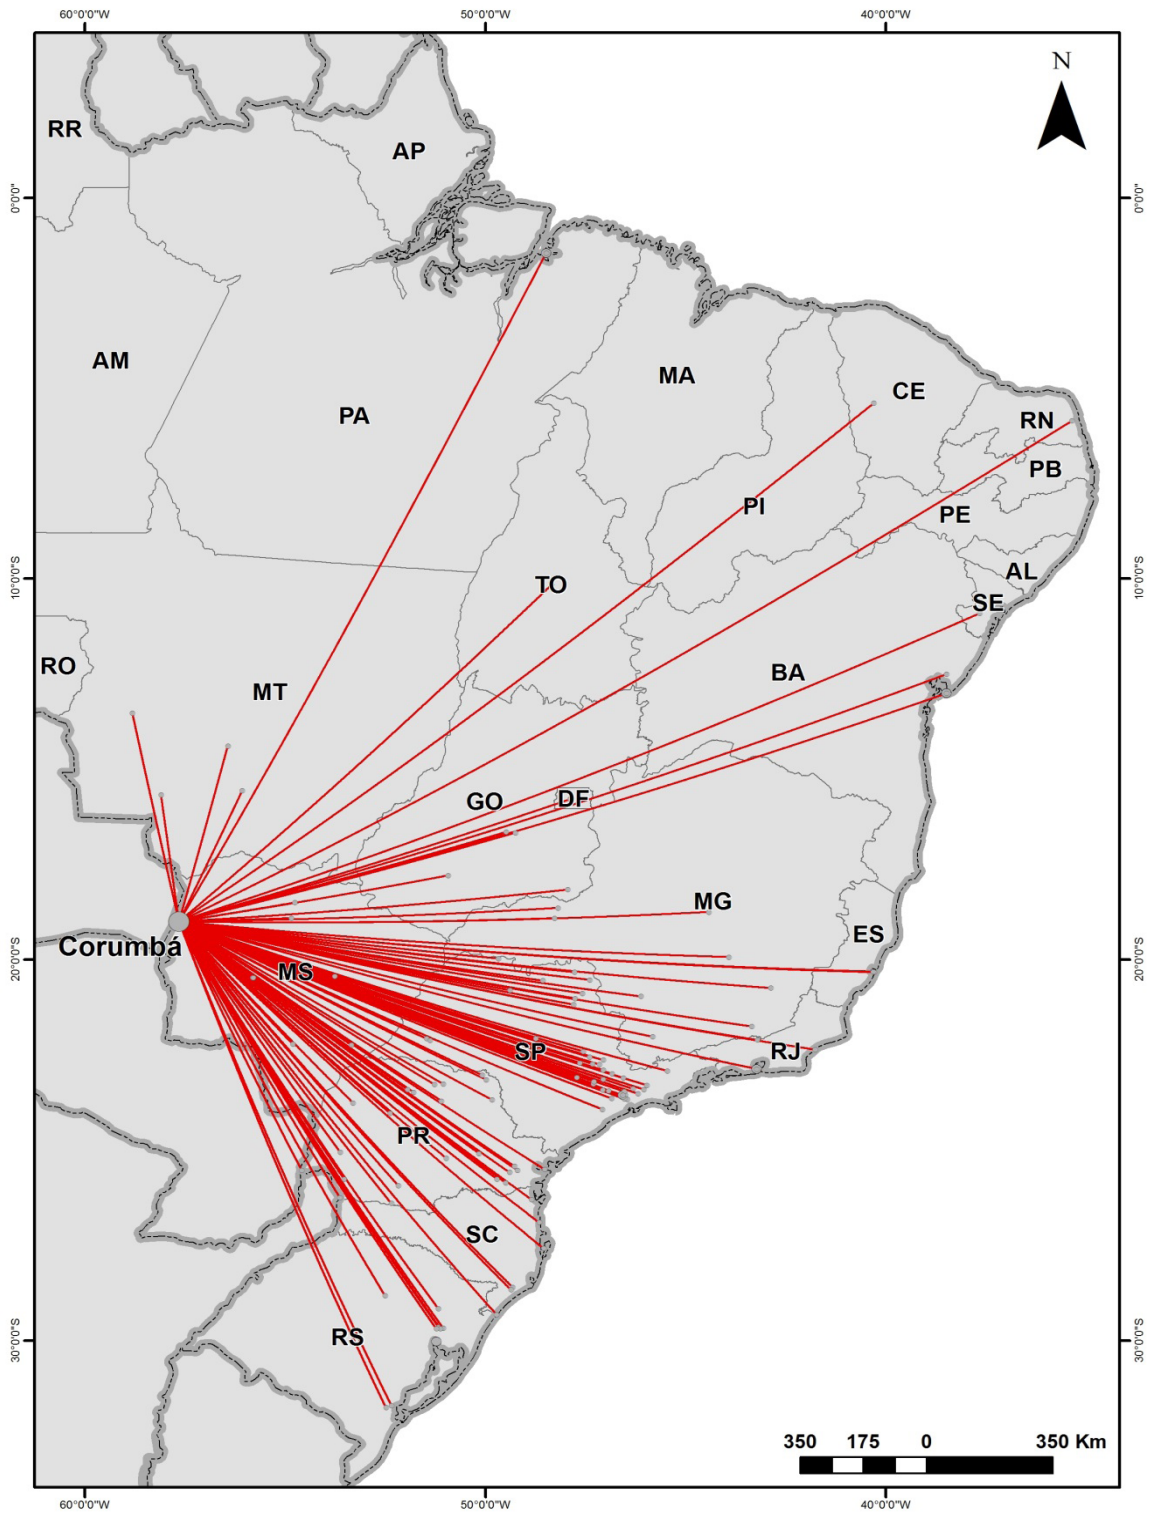 60°0'0"W 50°0'0"W 40°0'0"W
N
RR
AP
0°0'0" 0°0'0"
AM
MA
CE
PA
RN
PB
PI
PE
10°0'0"S 10°0'0"S
TO
AL
SE
RO
BA
MT
GO
DF
MG
ES
Corumbá
20°0'0"S 20°0'0"S
MS
SP
RJ
PR
SC
RS
30°0'0"S 30°0'0"S
350 175 0 350 Km
60°0'0"W 50°0'0"W 40°0'0"W